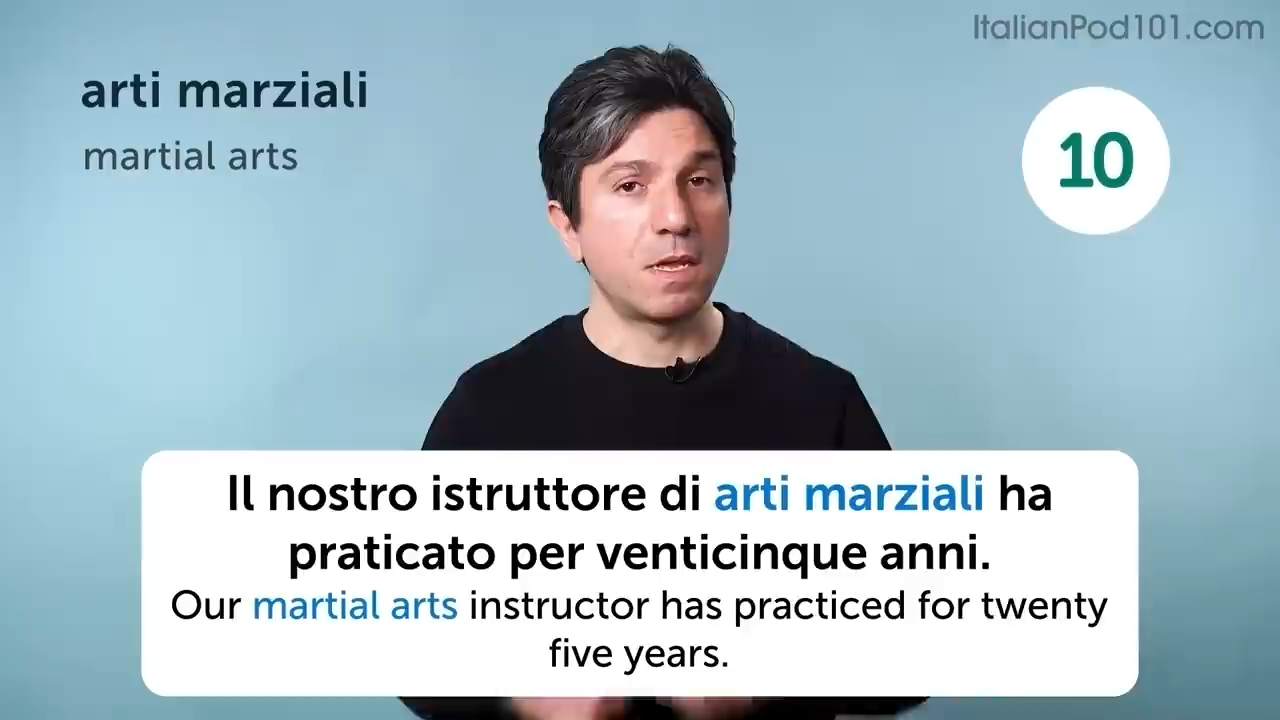 ItalianPod101.com
arti marziali
martial arts
10
Il nostro istruttore di arti marziali ha
praticato per venticinque anni.
Our martial arts instructor has practiced for twenty
five years.